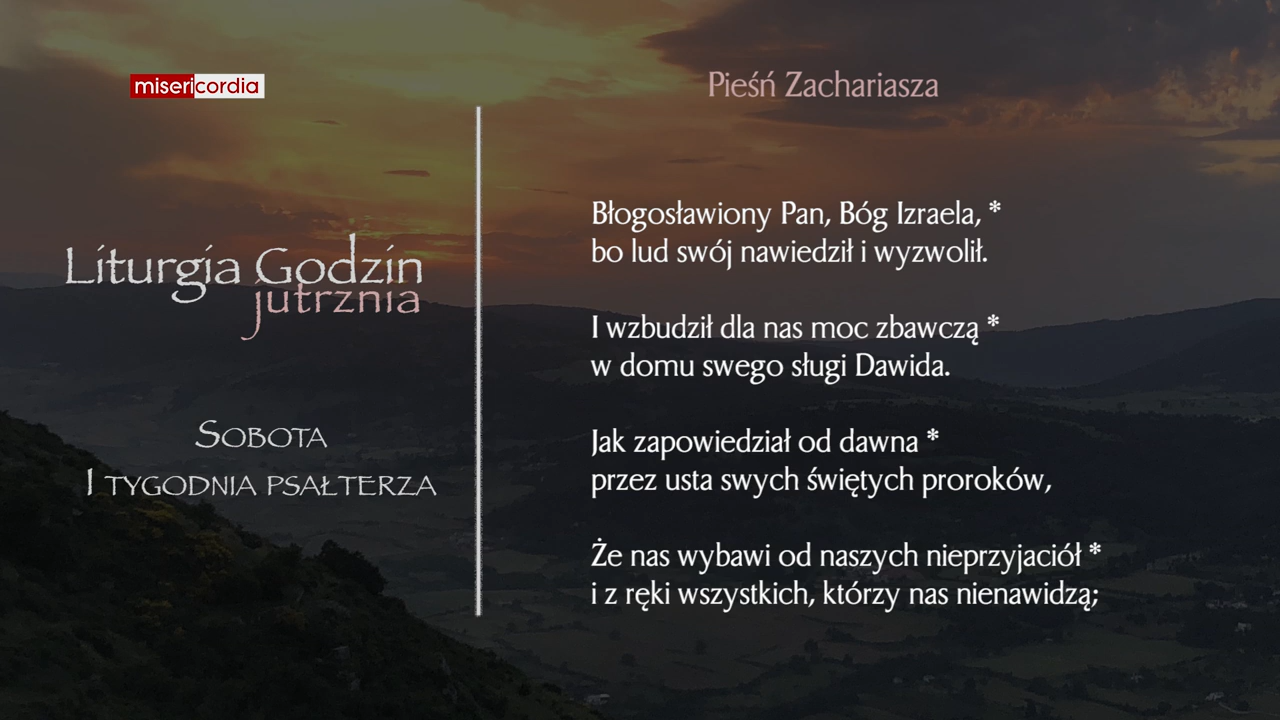 misericordia
Liturgia Godzin
jutrznia
Sobota
I tygodnia psałterza
Pieśń Zachariasza
Błogosławiony Pan, Bóg Izraela, *
bo lud swój nawiedził i wyzwolił.
I wzbudził dla nas moc zbawczą *
w domu swego sługi Dawida.
Jak zapowiedział od dawna *
przez usta swych świętych proroków,
Że nas wybawi od naszych nieprzyjaciół *
i z ręki wszystkich, którzy nas nienawidzą;